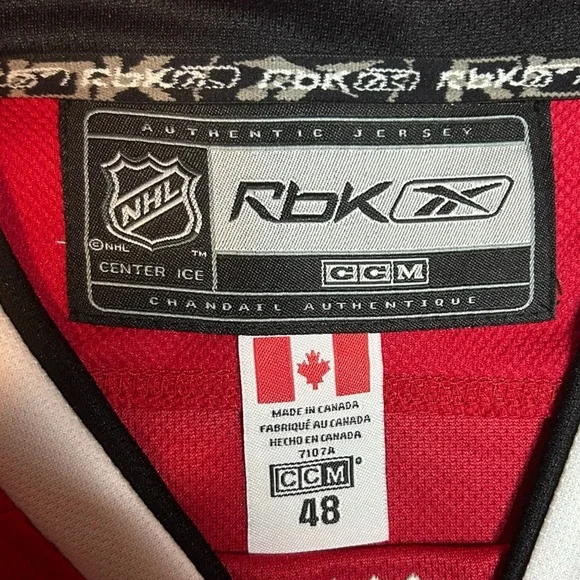 Rbk Rbk Rbk
AUTHENTIC JERSEY
NHL
Rbk
©NHL ™
CENTER ICE
CCM
CHANDAIL AUTHENTIQUE
MADE IN CANADA
FABRIQUÉ AU CANADA
HECHO EN CANADA
7107A
CCM
48